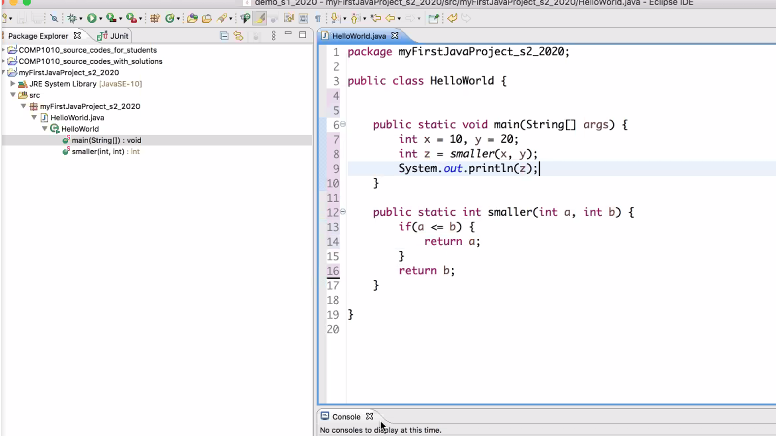 demo_s1_2020 - myFirstJavaProject_s2_2020/src/myFirstJavaProject_s2_2020/HelloWorld.java - Eclipse IDE
Package Explorer
JUnit
COMP1010_source_codes_for_students
COMP1010_source_codes_with_solutions
myFirstJavaProject_s2_2020
JRE System Library [JavaSE-10]
src
myFirstJavaProject_s2_2020
HelloWorld.java
HelloWorld
main(String[]) : void
smaller(int, int) : int
HelloWorld.java
1 package myFirstJavaProject_s2_2020;
2
3 public class HelloWorld {
4
5
6 public static void main(String[] args) {
7 int x = 10, y = 20;
8 int z = smaller(x, y);
9 System.out.println(z);
10 }
11
12 public static int smaller(int a, int b) {
13 if(a <= b) {
14 return a;
15 }
16 return b;
17 }
18
19 }
20
Console
No consoles to display at this time.